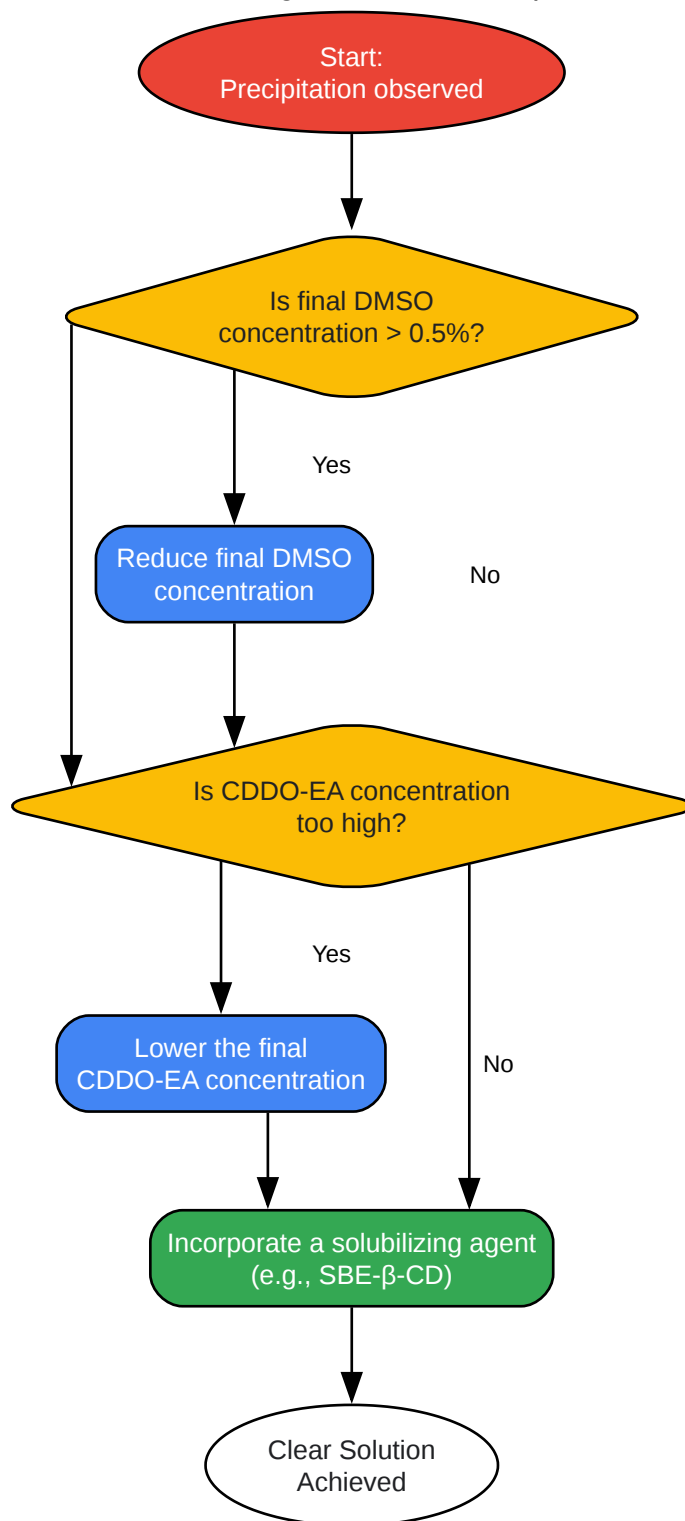 Start:
Precipitation observed
Is final DMSO
concentration > 0.5%?
Yes
Reduce final DMSO
concentration
No
Is CDDO-EA concentration
too high?
Yes
Lower the final
CDDO-EA concentration
No
Incorporate a solubilizing agent
(e.g., SBE-β-CD)
Clear Solution
Achieved